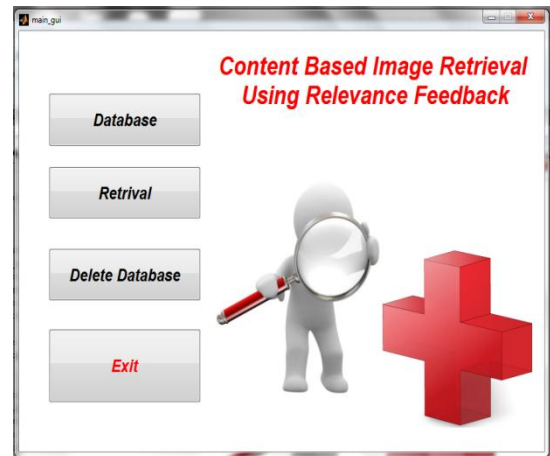 main_gui
Content Based Image Retrieval
Using Relevance Feedback
Database
Retrival
Delete Database
Exit